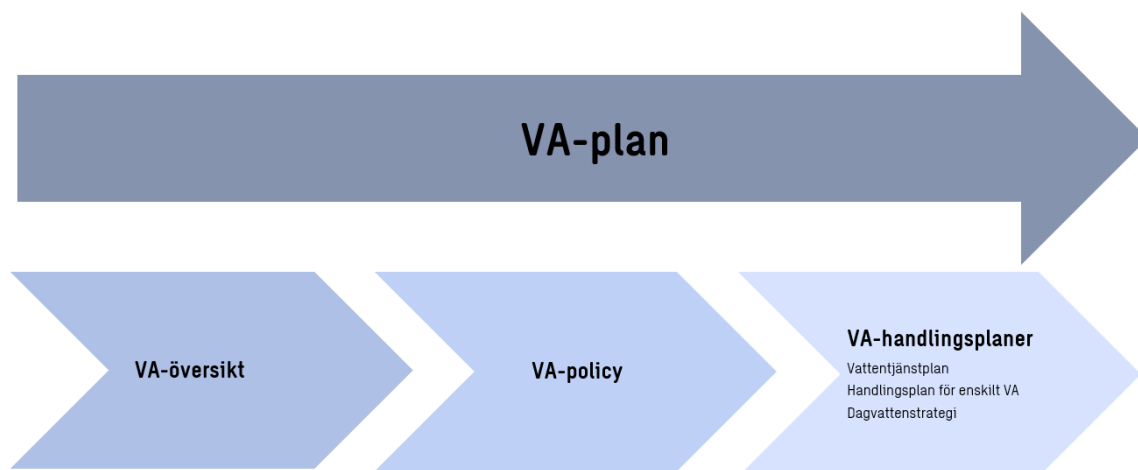 VA-plan
VA-översikt
VA-policy
VA-handlingsplaner
Vattentjänstplan
Handlingsplan för enskilt VA
Dagvattenstrategi